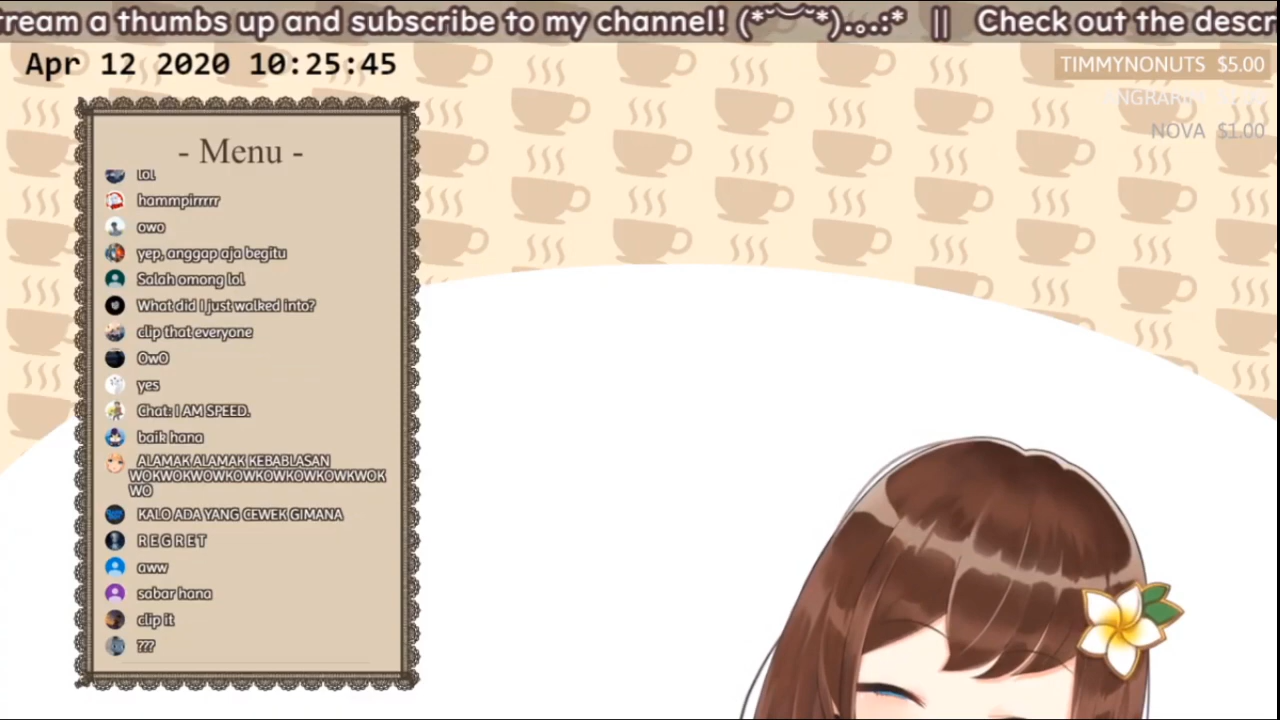 ream a thumbs up and subscribe to my channel! (*˘︶˘*).｡.:* || Check out the descr
Apr 12 2020 10:25:45
TIMMYNONUTS $5.00
NOVA $1.00
- Menu -
lol
hammpirrrrr
owo
yep, anggap aja begitu
Salah omong lol
What did I just walked into?
clip that everyone
OwO
yes
Chat: I AM SPEED.
baik hana
ALAMAK ALAMAK KEBABLASAN
WOKWOKWOWKOWKOWKOWKOWKWOK
WO
KALO ADA YANG CEWEK GIMANA
R E G R E T
aww
sabar hana
clip it
???